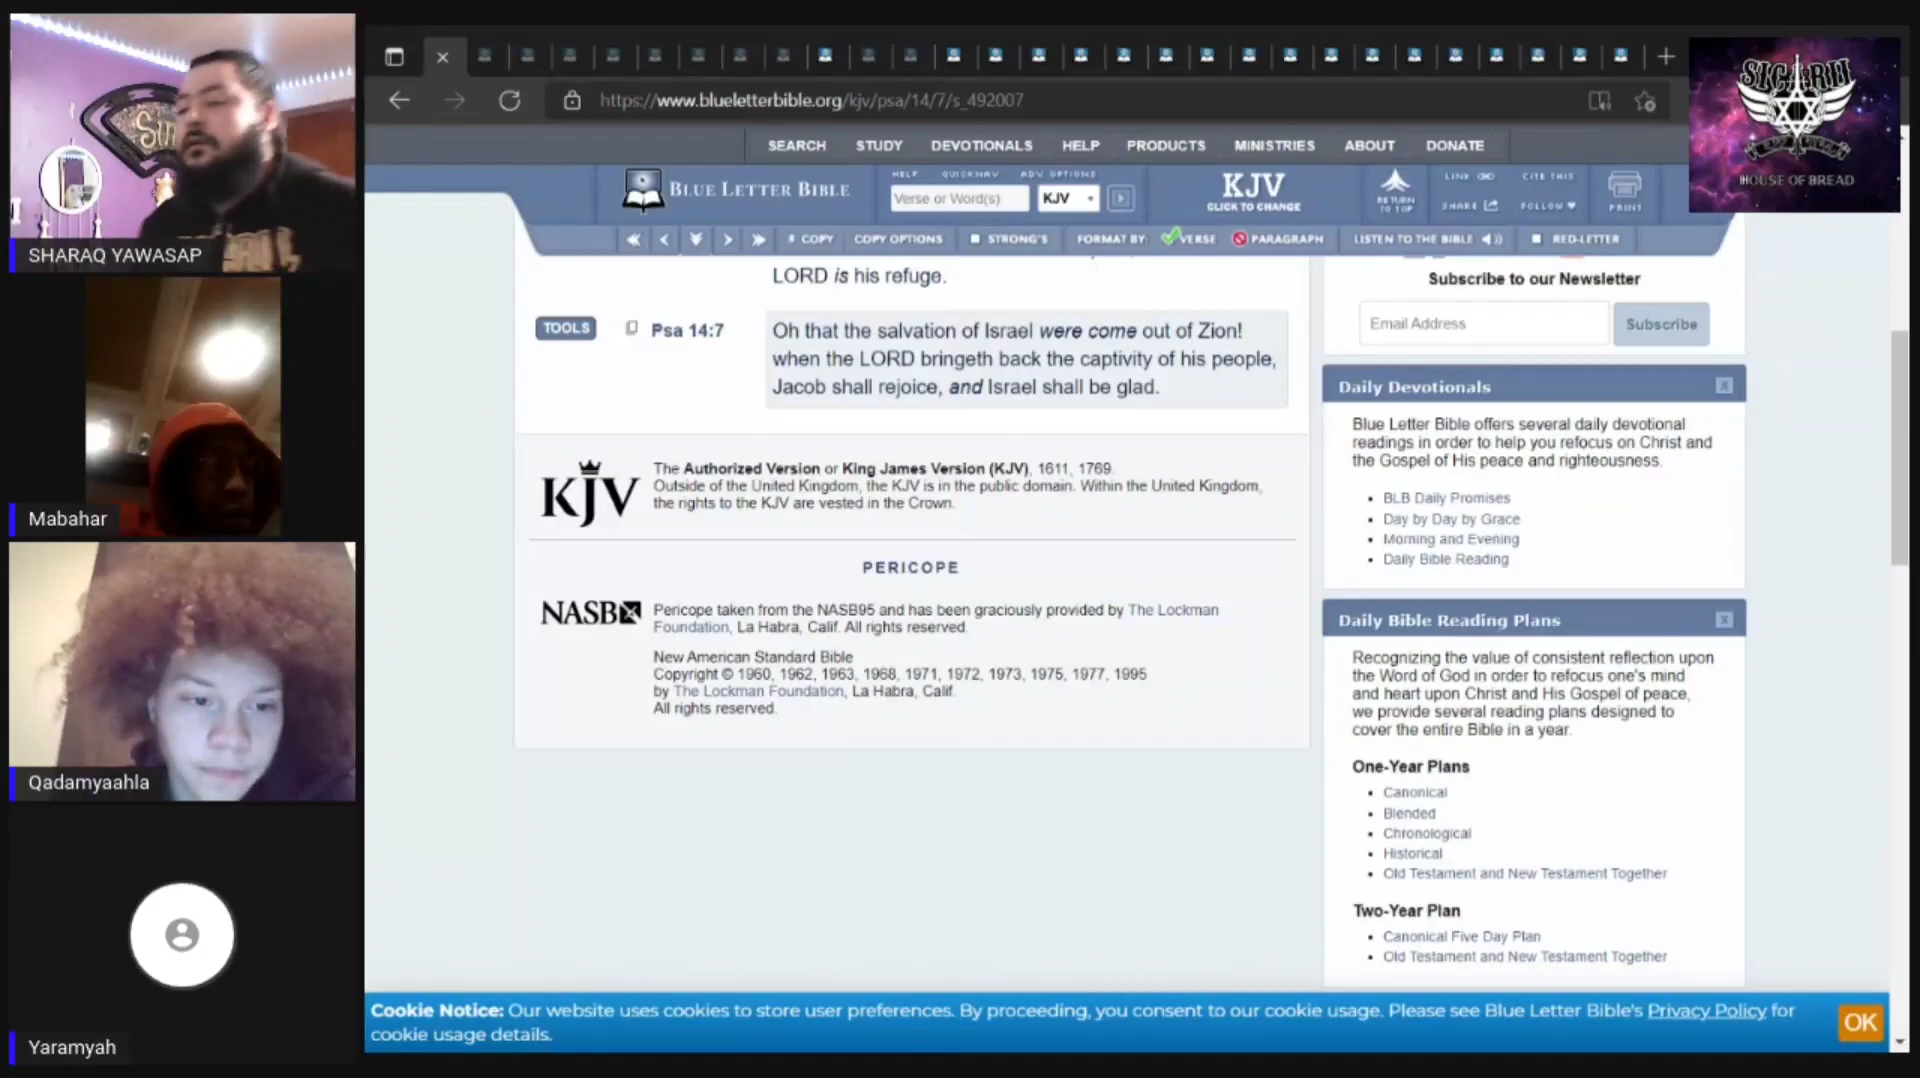 https://www.blueletterbible.org/kjv/psa/14/7/s_492007
SICARII
HOUSE OF BREAD
SEARCH STUDY DEVOTIONALS HELP PRODUCTS MINISTRIES ABOUT DONATE
HELP QUICKNAV ADV OPTIONS
BLUE LETTER BIBLE
Verse or Word(s)
KJV
KJV
CLICK TO CHANGE
RETURN
TO TOP
LINK
CITE THIS
SHARE
FOLLOW
PRINT
COPY COPY OPTIONS STRONG'S FORMAT BY: VERSE PARAGRAPH LISTEN TO THE BIBLE RED-LETTER
SHARAQ YAWASAP
Mabahar
Qadamyaahla
Yaramyah
LORD is his refuge.
TOOLS Psa 14:7
Oh that the salvation of Israel were come out of Zion!
when the LORD bringeth back the captivity of his people,
Jacob shall rejoice, and Israel shall be glad.
KJV
The Authorized Version or King James Version (KJV), 1611, 1769.
Outside of the United Kingdom, the KJV is in the public domain. Within the United Kingdom,
the rights to the KJV are vested in the Crown.
PERICOPE
NASB
Pericope taken from the NASB95 and has been graciously provided by The Lockman
Foundation, La Habra, Calif. All rights reserved.
New American Standard Bible
Copyright © 1960, 1962, 1963, 1968, 1971, 1972, 1973, 1975, 1977, 1995
by The Lockman Foundation, La Habra, Calif.
All rights reserved.
Subscribe to our Newsletter
Email Address
Subscribe
Daily Devotionals
Blue Letter Bible offers several daily devotional
readings in order to help you refocus on Christ and
the Gospel of His peace and righteousness.
BLB Daily Promises
Day by Day by Grace
Morning and Evening
Daily Bible Reading
Daily Bible Reading Plans
Recognizing the value of consistent reflection upon
the Word of God in order to refocus one's mind
and heart upon Christ and His Gospel of peace,
we provide several reading plans designed to
cover the entire Bible in a year.
One-Year Plans
Canonical
Blended
Chronological
Historical
Old Testament and New Testament Together
Two-Year Plan
Canonical Five Day Plan
Old Testament and New Testament Together
Cookie Notice: Our website uses cookies to store user preferences. By proceeding, you consent to our cookie usage. Please see Blue Letter Bible's Privacy Policy for
cookie usage details.
OK